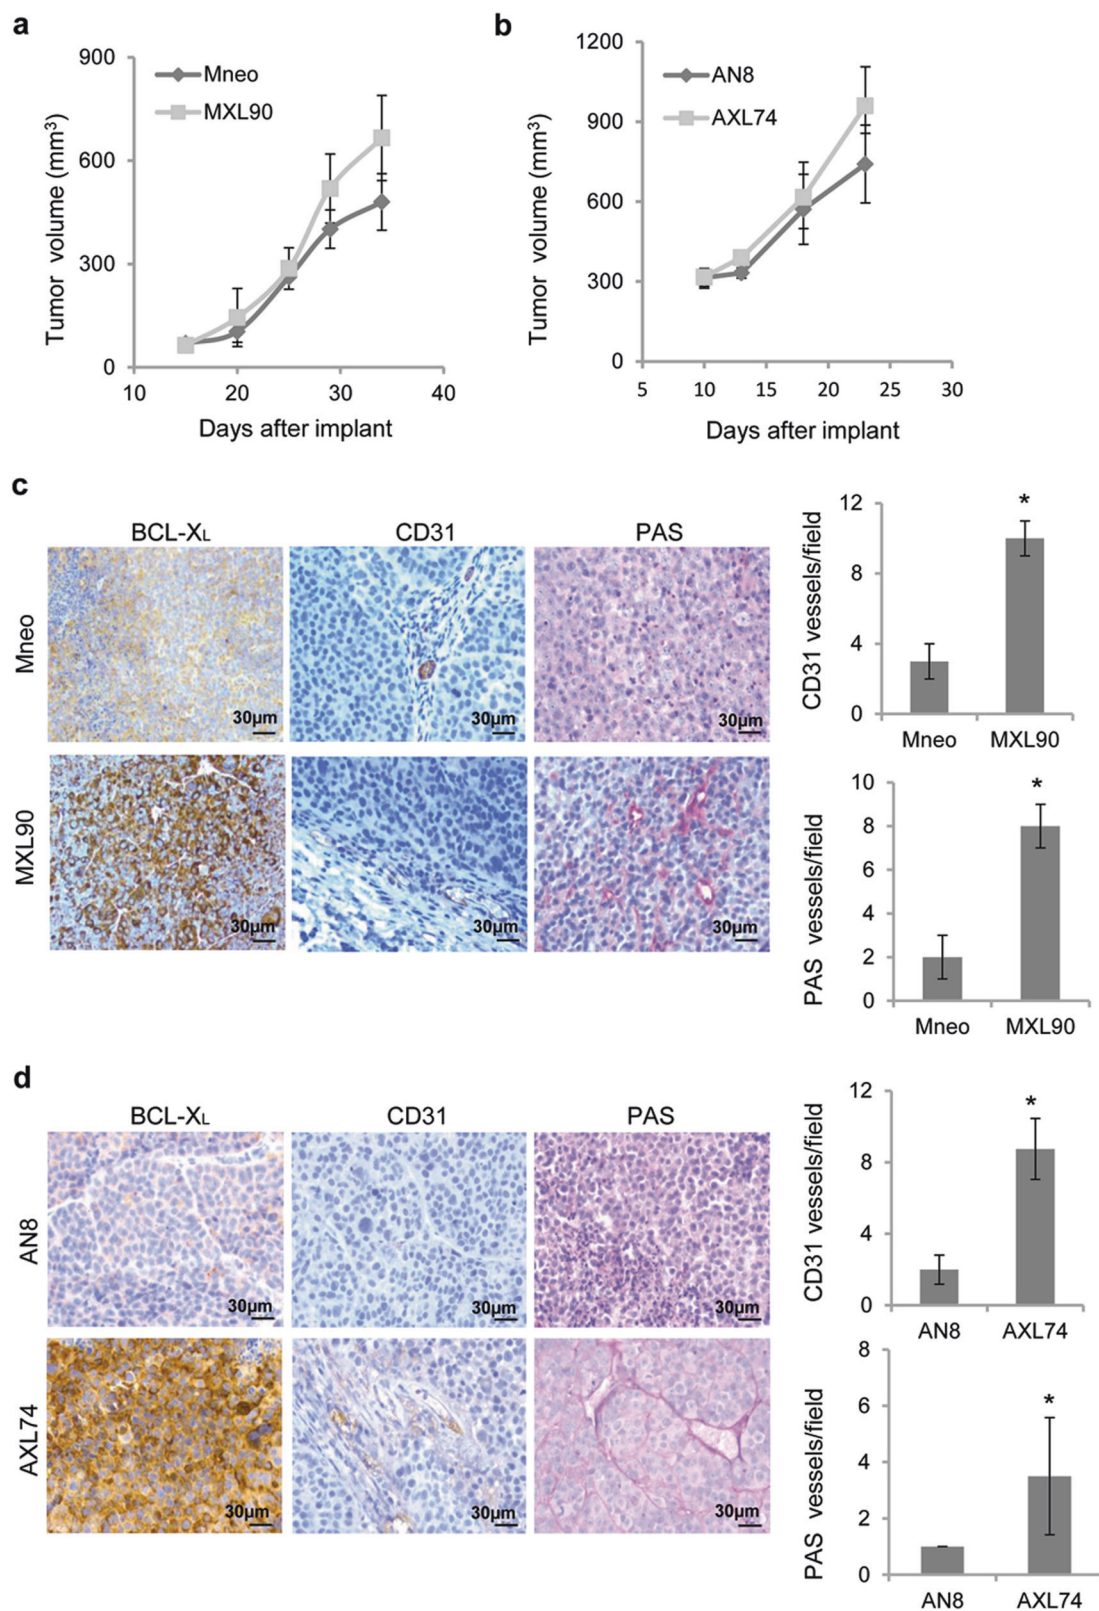 a
900
600
300
0
10
20
30
40
Tumor volume (mm³)
Days after implant
Mneo
MXL90
b
1200
900
600
300
0
5
10
15
20
25
30
Tumor volume (mm³)
Days after implant
AN8
AXL74
c
BCL-XL
CD31
PAS
Mneo
30µm
30µm
30µm
MXL90
30µm
30µm
30µm
CD31 vessels/field
12
8
4
0
*
Mneo
MXL90
PAS vessels/field
10
8
6
4
2
0
*
Mneo
MXL90
d
BCL-XL
CD31
PAS
AN8
30µm
30µm
30µm
AXL74
30µm
30µm
30µm
CD31 vessels/field
12
8
4
0
*
AN8
AXL74
PAS vessels/field
8
6
4
2
0
*
AN8
AXL74